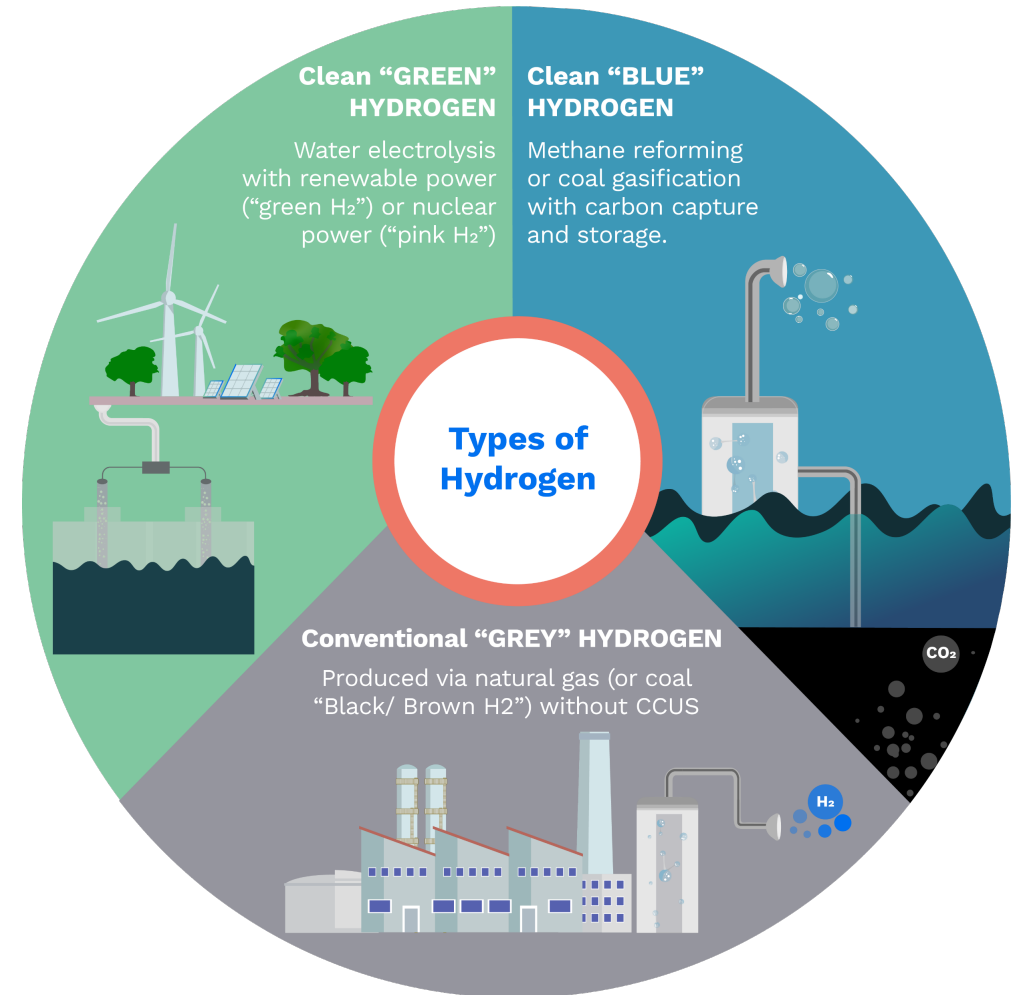 Clean “GREEN”
HYDROGEN
Water electrolysis
with renewable power
(“green H₂”) or nuclear
power (“pink H₂”)
Clean “BLUE”
HYDROGEN
Methane reforming
or coal gasification
with carbon capture
and storage.
Types of
Hydrogen
CO₂
Conventional “GREY” HYDROGEN
Produced via natural gas (or coal
“Black/ Brown H2”) without CCUS
H₂